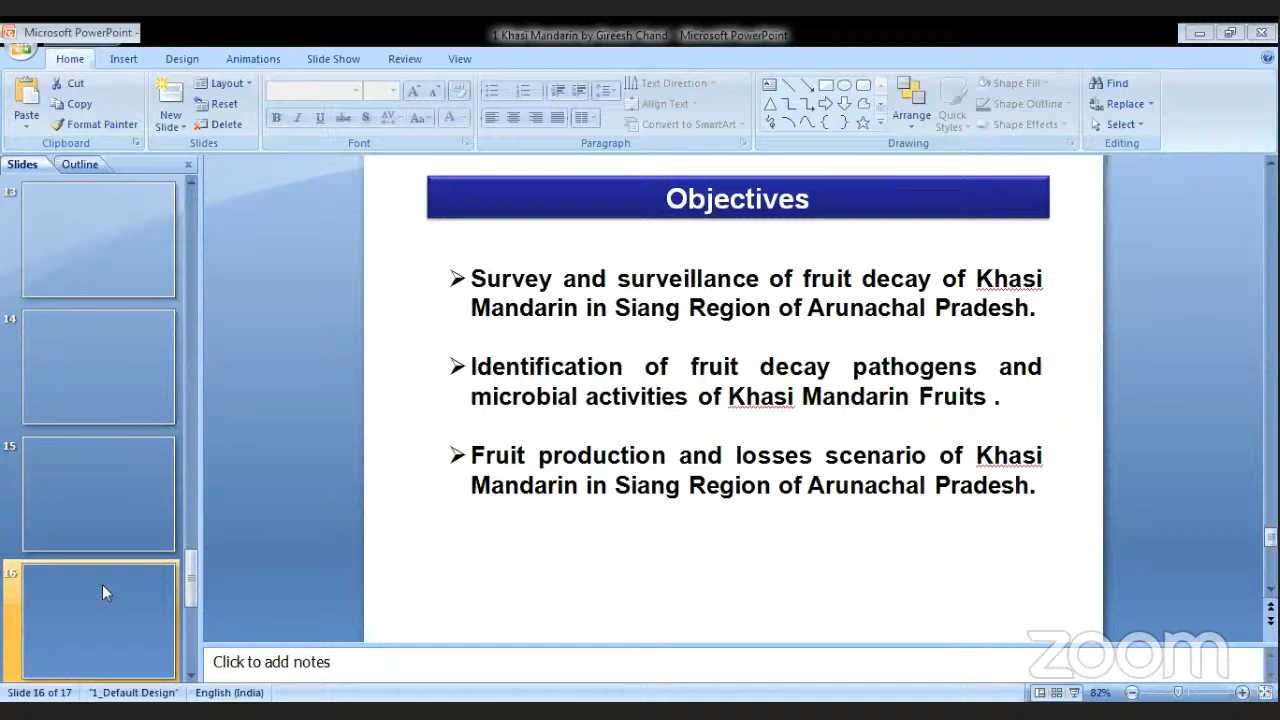 Microsoft PowerPoint -
1 Khasi Mandarin by Gireesh Chand - Microsoft PowerPoint
Home Insert Design Animations Slide Show Review View
Paste
Cut
Copy
Format Painter
Clipboard
New Slide
Layout
Reset
Delete
Slides
Font
Text Direction
Align Text
Convert to SmartArt
Paragraph
Arrange
Quick Styles
Shape Fill
Shape Outline
Shape Effects
Drawing
Find
Replace
Select
Editing
Slides Outline
13
14
15
16
Objectives
Survey and surveillance of fruit decay of Khasi
Mandarin in Siang Region of Arunachal Pradesh.
Identification of fruit decay pathogens and
microbial activities of Khasi Mandarin Fruits .
Fruit production and losses scenario of Khasi
Mandarin in Siang Region of Arunachal Pradesh.
Click to add notes
zoom
Slide 16 of 17 "1_Default Design" English (India) 82%